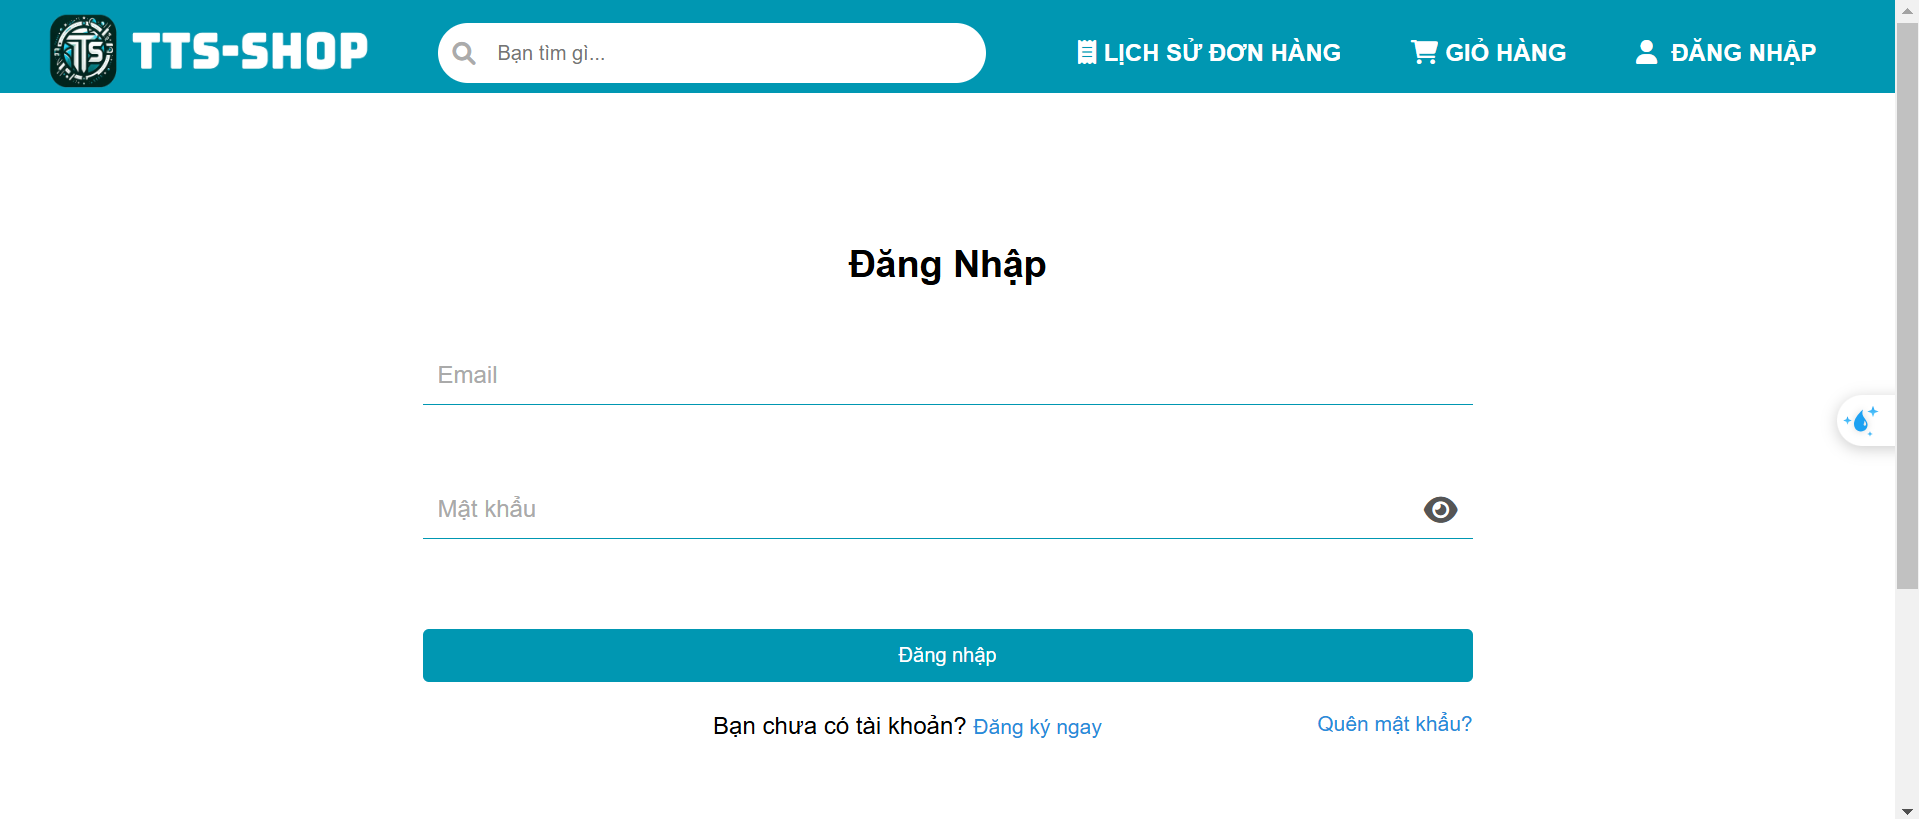 TTS TTS-SHOP Bạn tìm gì... LỊCH SỬ ĐƠN HÀNG GIỎ HÀNG ĐĂNG NHẬP
Đăng Nhập
Email
Mật khẩu
Đăng nhập
Bạn chưa có tài khoản? Đăng ký ngay Quên mật khẩu?